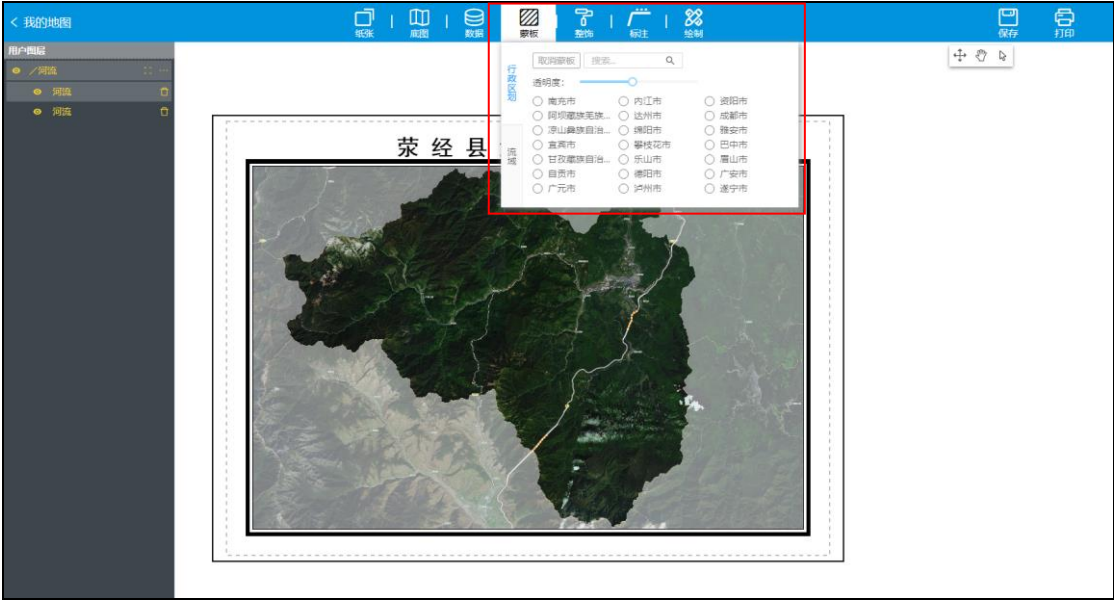 我的地图
纸张
底图
数据
蒙板
整饰
标注
绘制
保存
打印
用户图层
河流
河流
河流
行政区划
流域
取消蒙板
搜索...
透明度:
南充市 内江市 资阳市
阿坝藏族羌族... 达州市 成都市
凉山彝族自治... 绵阳市 雅安市
宜宾市 攀枝花市 巴中市
甘孜藏族自治... 乐山市 眉山市
自贡市 德阳市 广安市
广元市 泸州市 遂宁市
荥经县